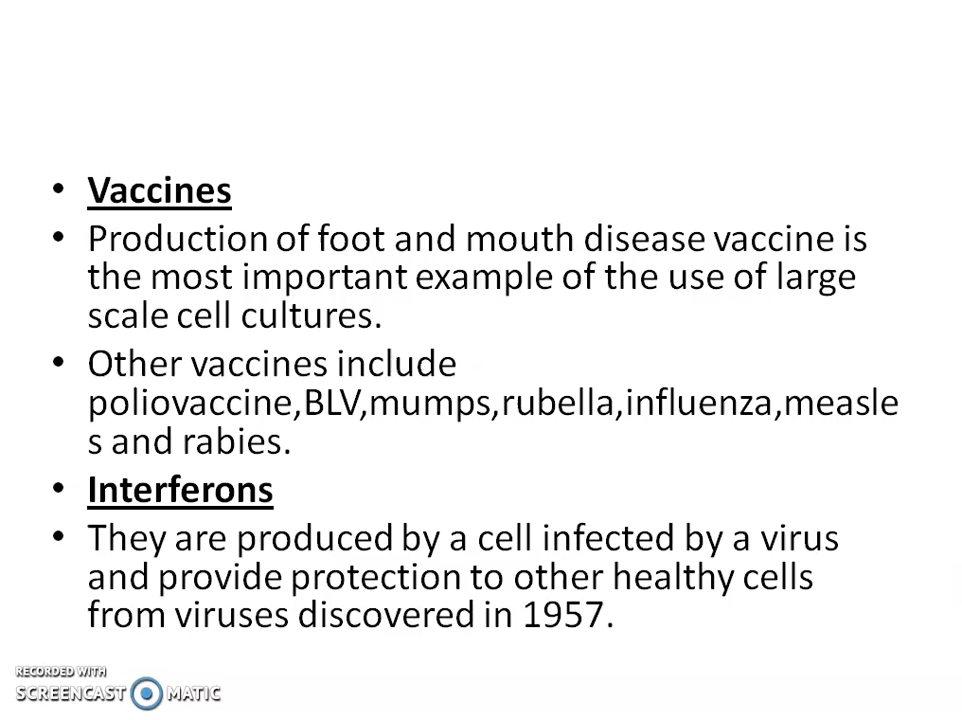 • Vaccines
• Production of foot and mouth disease vaccine is
the most important example of the use of large
scale cell cultures.
• Other vaccines include
poliovaccine,BLV,mumps,rubella,influenza,measle
s and rabies.
• Interferons
• They are produced by a cell infected by a virus
and provide protection to other healthy cells
from viruses discovered in 1957.
RECORDED WITH
SCREENCAST MATIC